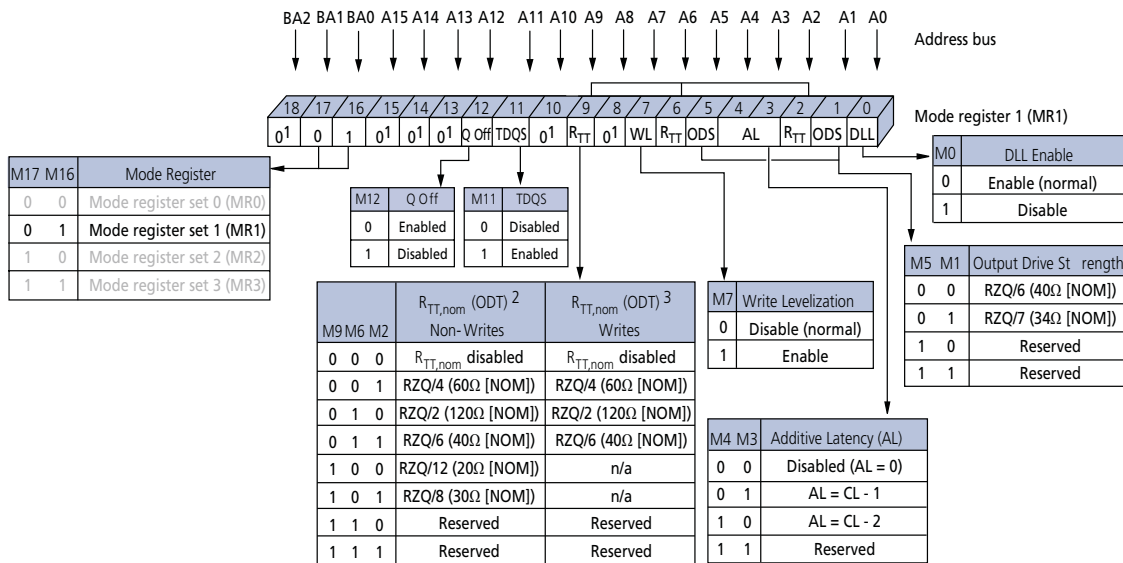 BA2 BA1 BA0 A15 A14 A13 A12 A11 A10 A9 A8 A7 A6 A5 A4 A3 A2 A1 A0
Address bus
18 17 16 15 14 13 12 11 10 9 8 7 6 5 4 3 2 1 0
0¹ 0 1 0¹ 0¹ 0¹ Q Off TDQS 0¹ RTT 0¹ WL RTT ODS AL RTT ODS DLL
Mode register 1 (MR1)
M17 M16 Mode Register
0 0 Mode register set 0 (MR0)
0 1 Mode register set 1 (MR1)
1 0 Mode register set 2 (MR2)
1 1 Mode register set 3 (MR3)
M12 Q Off
0 Enabled
1 Disabled
M11 TDQS
0 Disabled
1 Enabled
M0 DLL Enable
0 Enable (normal)
1 Disable
M5 M1 Output Drive St rength
0 0 RZQ/6 (40Ω [NOM])
0 1 RZQ/7 (34Ω [NOM])
1 0 Reserved
1 1 Reserved
M7 Write Levelization
0 Disable (normal)
1 Enable
RTT,nom (ODT) 2 RTT,nom (ODT) 3
Non-Writes Writes
M9 M6 M2
0 0 0 RTT,nom disabled RTT,nom disabled
0 0 1 RZQ/4 (60Ω [NOM]) RZQ/4 (60Ω [NOM])
0 1 0 RZQ/2 (120Ω [NOM]) RZQ/2 (120Ω [NOM])
0 1 1 RZQ/6 (40Ω [NOM]) RZQ/6 (40Ω [NOM])
1 0 0 RZQ/12 (20Ω [NOM]) n/a
1 0 1 RZQ/8 (30Ω [NOM]) n/a
1 1 0 Reserved Reserved
1 1 1 Reserved Reserved
M4 M3 Additive Latency (AL)
0 0 Disabled (AL = 0)
0 1 AL = CL - 1
1 0 AL = CL - 2
1 1 Reserved